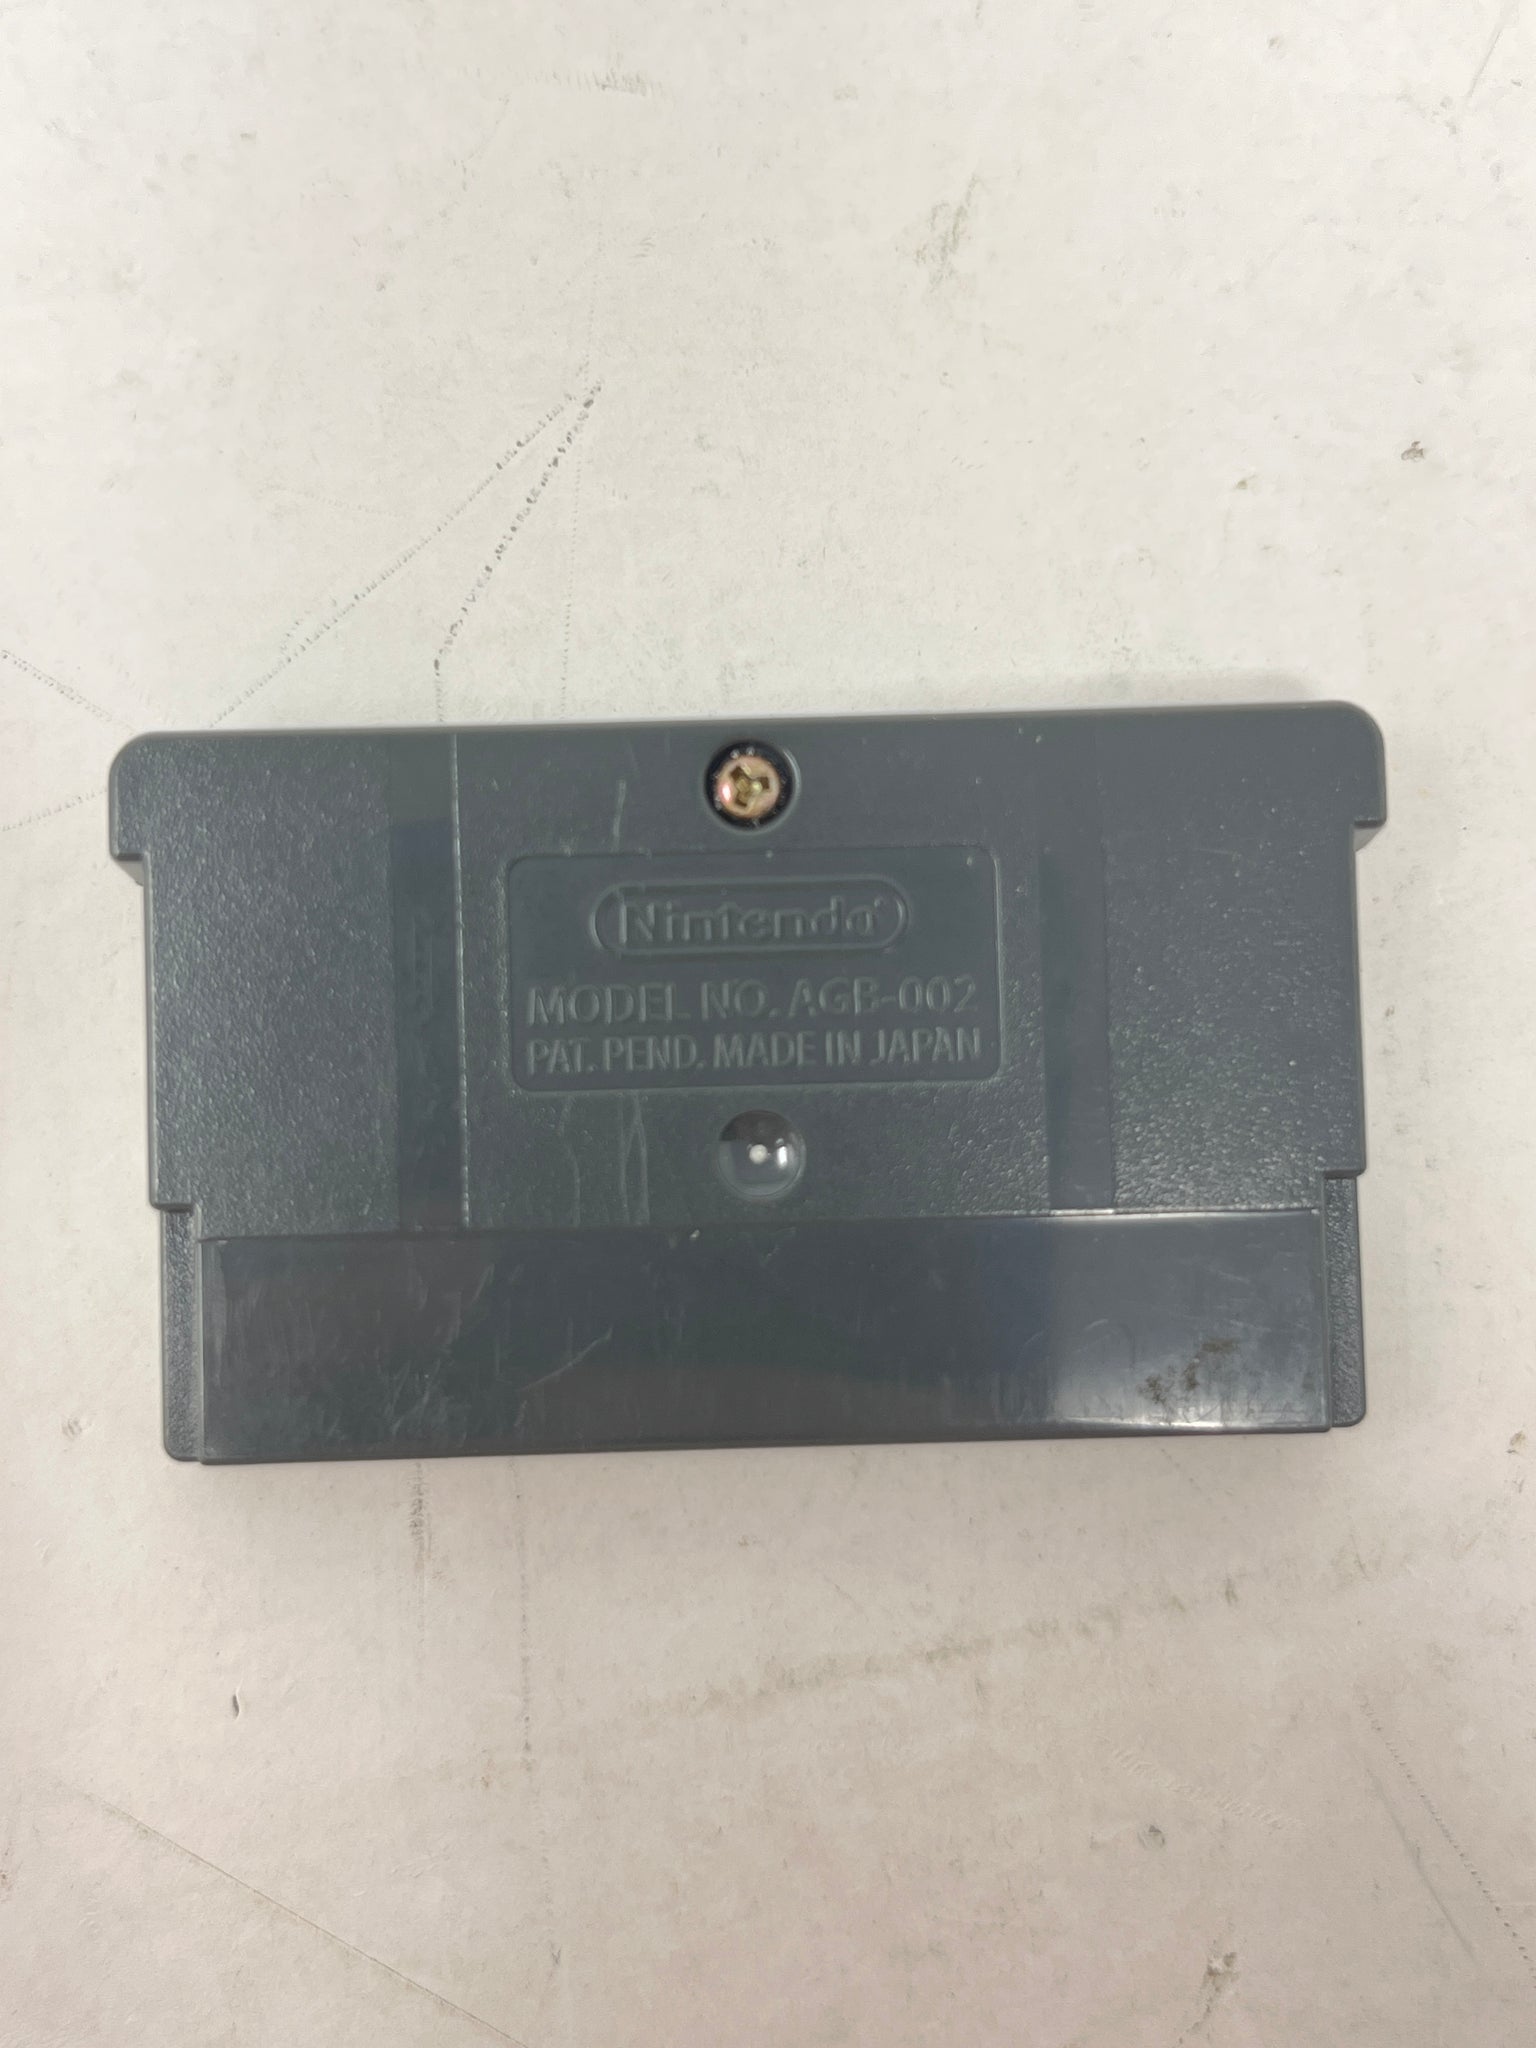 Nintendo®
MODEL NO. AGB-002
PAT. PEND. MADE IN JAPAN